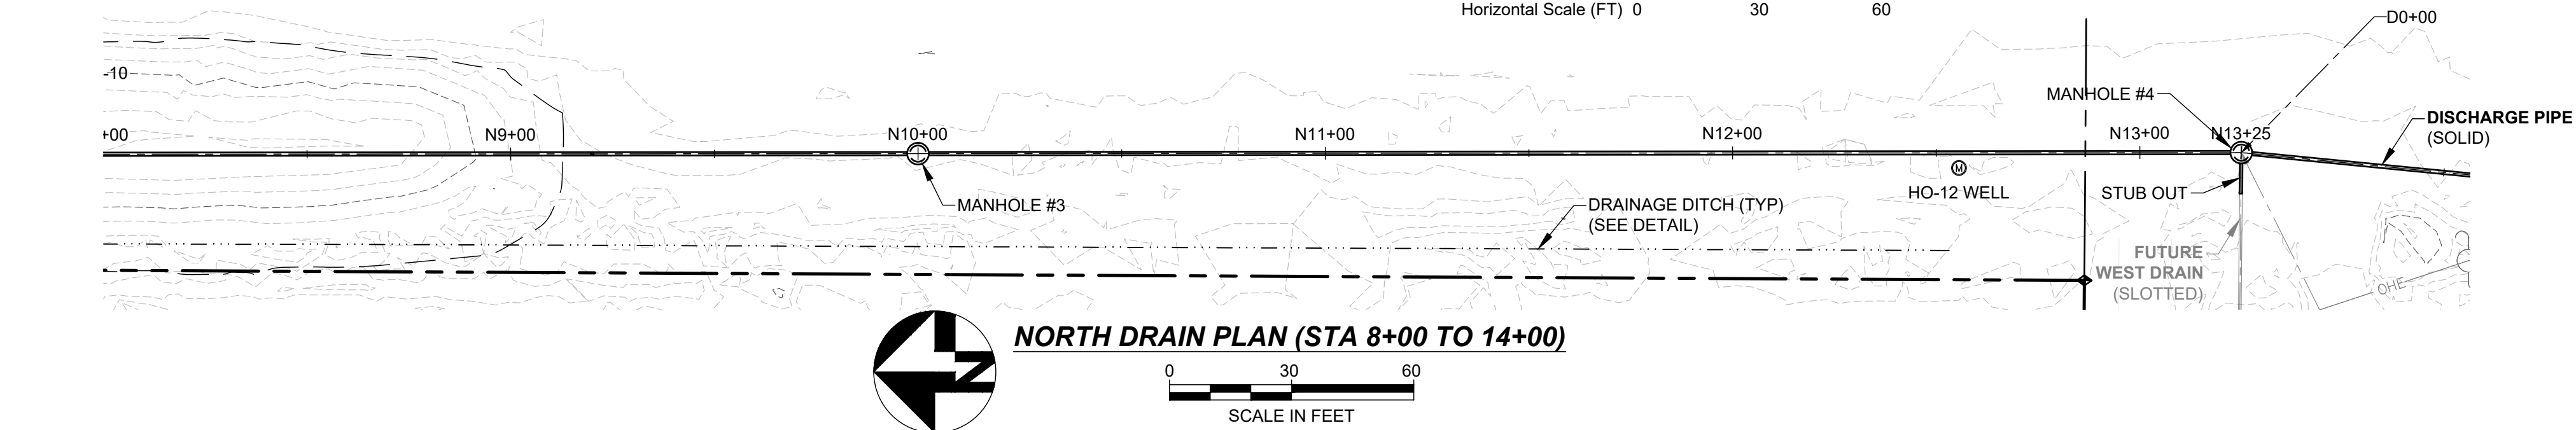 Horizontal Scale (FT) 0 30 60
D0+00
-10
MANHOLE #4
+00 N9+00 N10+00 N11+00 N12+00 N13+00 N13+25
DISCHARGE PIPE
(SOLID)
M
HO-12 WELL
STUB OUT
MANHOLE #3
DRAINAGE DITCH (TYP)
(SEE DETAIL)
FUTURE
WEST DRAIN
(SLOTTED)
OHE
N
NORTH DRAIN PLAN (STA 8+00 TO 14+00)
0 30 60
SCALE IN FEET